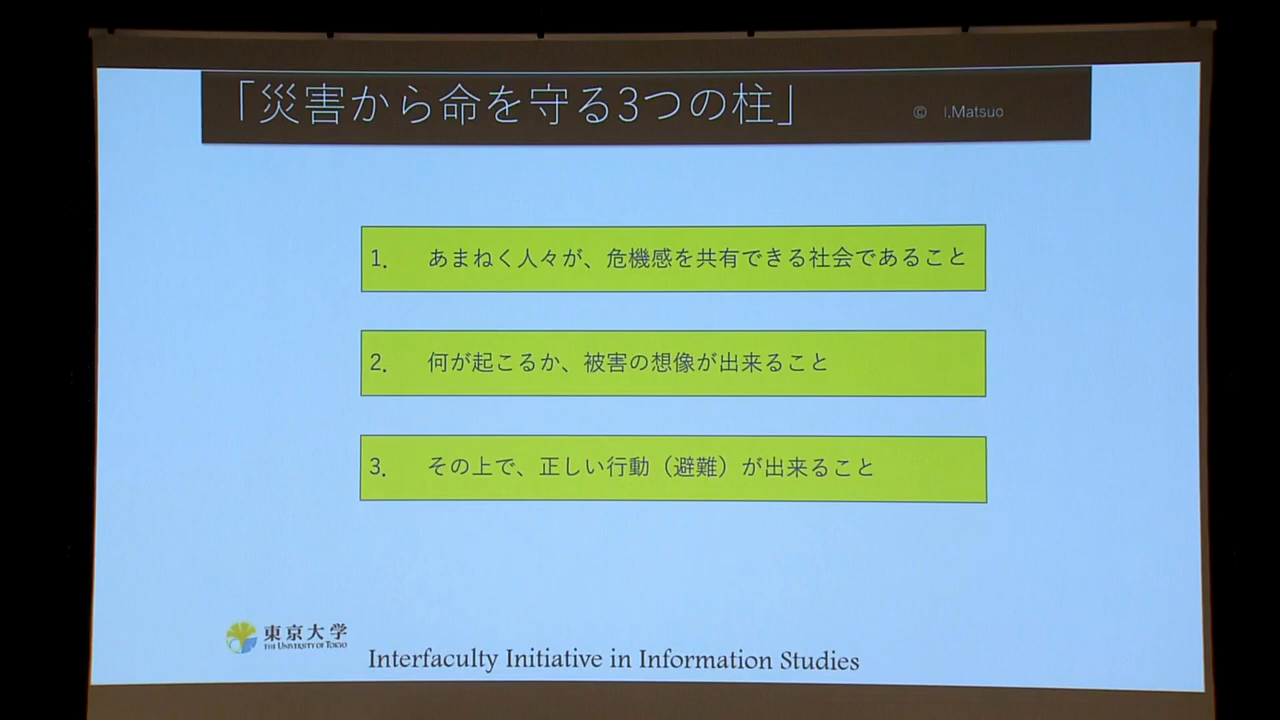 「災害から命を守る3つの柱」
© I.Matsuo
1. あまねく人々が、危機感を共有できる社会であること
2. 何が起こるか、被害の想像が出来ること
3. その上で、正しい行動（避難）が出来ること
東京大学
THE UNIVERSITY OF TOKYO
Interfaculty Initiative in Information Studies